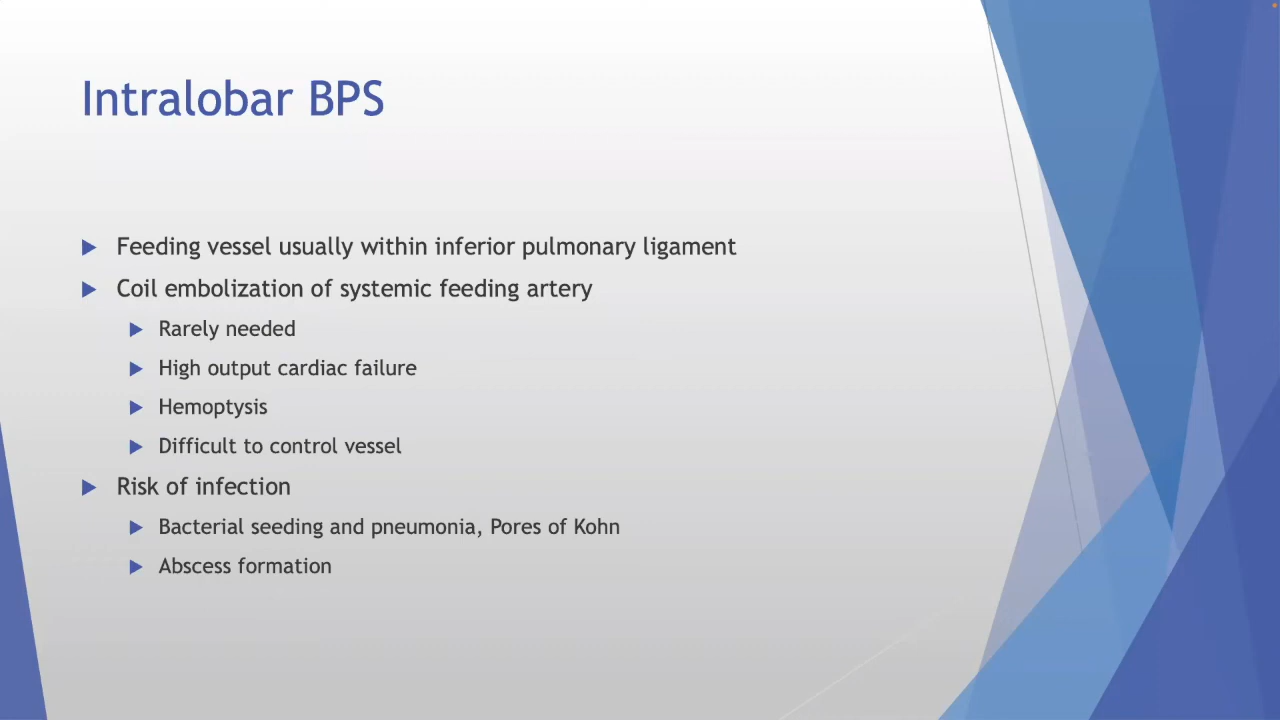 Intralobar BPS
Feeding vessel usually within inferior pulmonary ligament
Coil embolization of systemic feeding artery
Rarely needed
High output cardiac failure
Hemoptysis
Difficult to control vessel
Risk of infection
Bacterial seeding and pneumonia, Pores of Kohn
Abscess formation